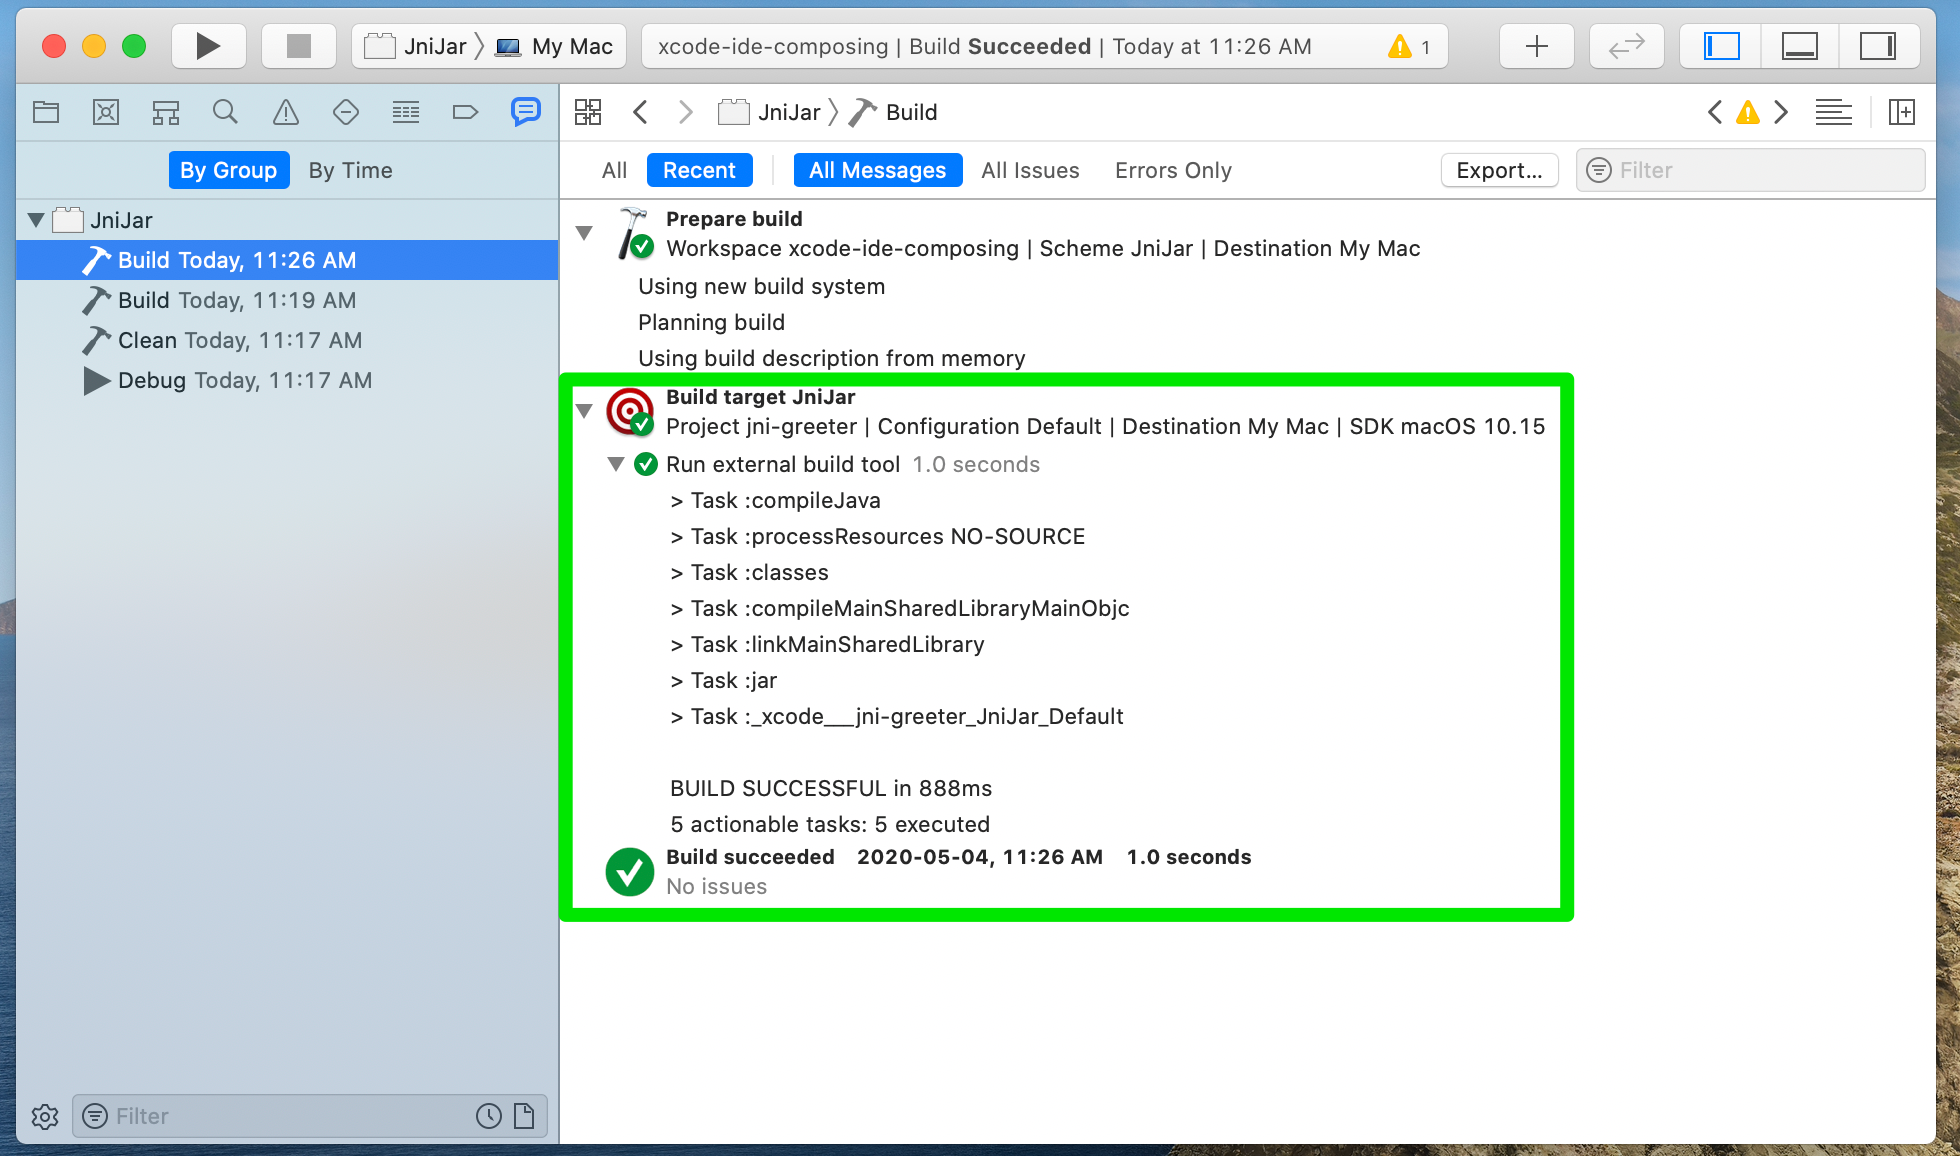 JniJar 〉 My Mac
xcode-ide-composing | Build Succeeded | Today at 11:26 AM
1
JniJar 〉 Build
By Group
By Time
All
Recent
All Messages
All Issues
Errors Only
Export...
Filter
JniJar
Build Today, 11:26 AM
Build Today, 11:19 AM
Clean Today, 11:17 AM
Debug Today, 11:17 AM
Prepare build
Workspace xcode-ide-composing | Scheme JniJar | Destination My Mac
Using new build system
Planning build
Using build description from memory
Build target JniJar
Project jni-greeter | Configuration Default | Destination My Mac | SDK macOS 10.15
Run external build tool 1.0 seconds
> Task :compileJava
> Task :processResources NO-SOURCE
> Task :classes
> Task :compileMainSharedLibraryMainObjc
> Task :linkMainSharedLibrary
> Task :jar
> Task :_xcode___jni-greeter_JniJar_Default
BUILD SUCCESSFUL in 888ms
5 actionable tasks: 5 executed
Build succeeded 2020-05-04, 11:26 AM 1.0 seconds
No issues
Filter